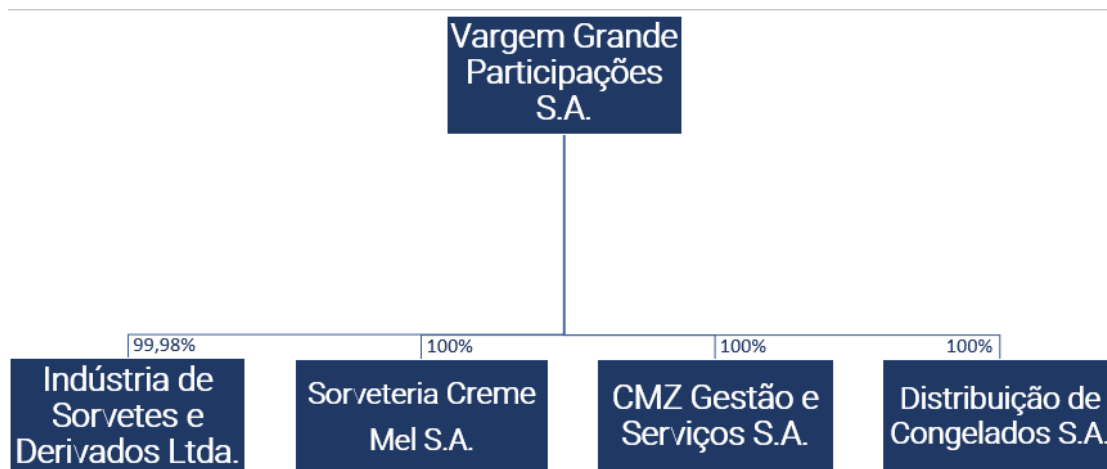 Vargem Grande
Participações
S.A.
99,98%
100%
100%
100%
Indústria de
Sorvetes e
Derivados Ltda.
Sorveteria Creme
Mel S.A.
CMZ Gestão e
Serviços S.A.
Distribuição de
Congelados S.A.